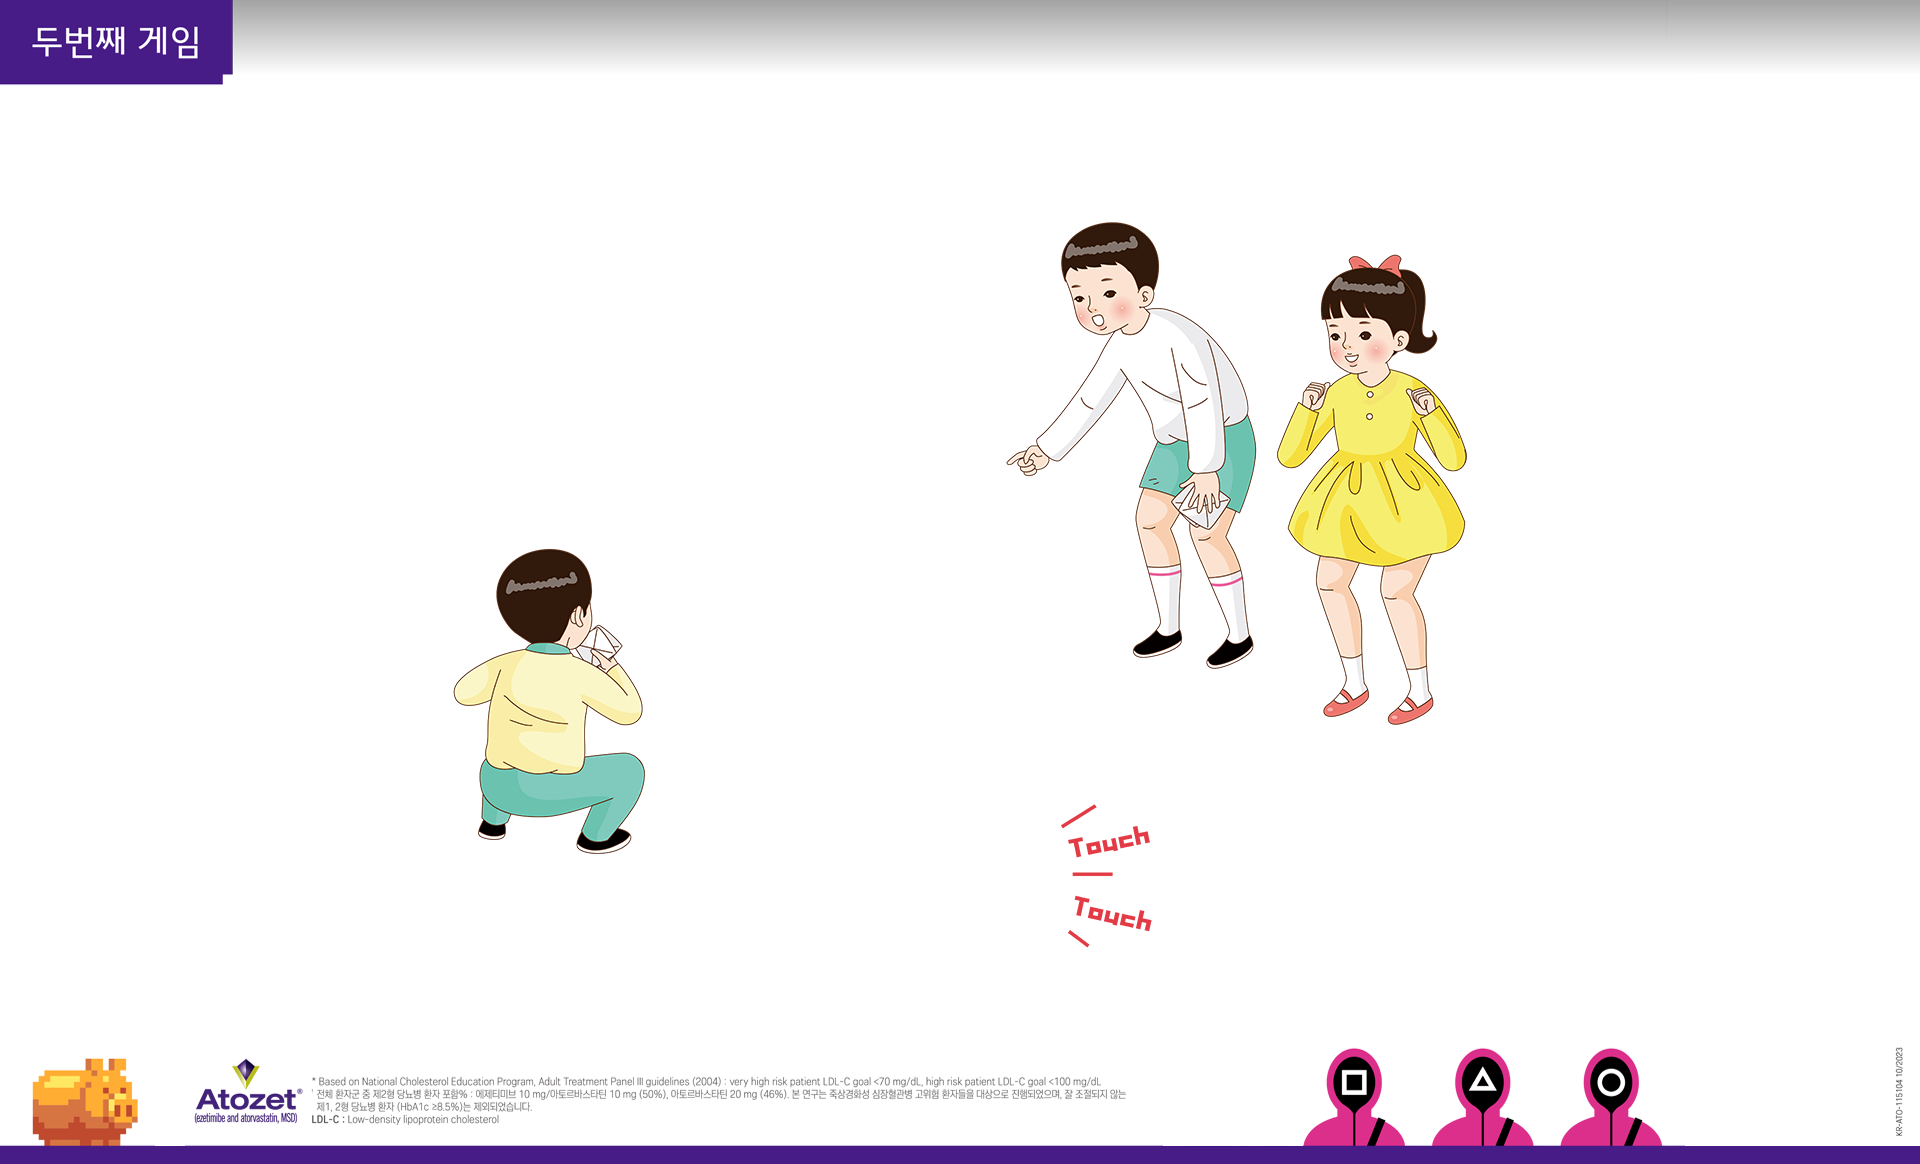 두번째 게임
Touch
Touch
Atozet®
(ezetimibe and atorvastatin, MSD)
* Based on National Cholesterol Education Program, Adult Treatment Panel III guidelines (2004) : very high risk patient LDL-C goal <70 mg/dL, high risk patient LDL-C goal <100 mg/dL
† 전체 환자군 중 제2형 당뇨병 환자 포함% : 에제티미브 10 mg/아토르바스타틴 10 mg (50%), 아토르바스타틴 20 mg (46%). 본 연구는 죽상경화성 심장혈관병 고위험 환자들을 대상으로 진행되었으며, 잘 조절되지 않는
제1, 2형 당뇨병 환자 (HbA1c ≥8.5%)는 제외되었습니다.
LDL-C : Low-density lipoprotein cholesterol
KR-ATO-115104 10/2023